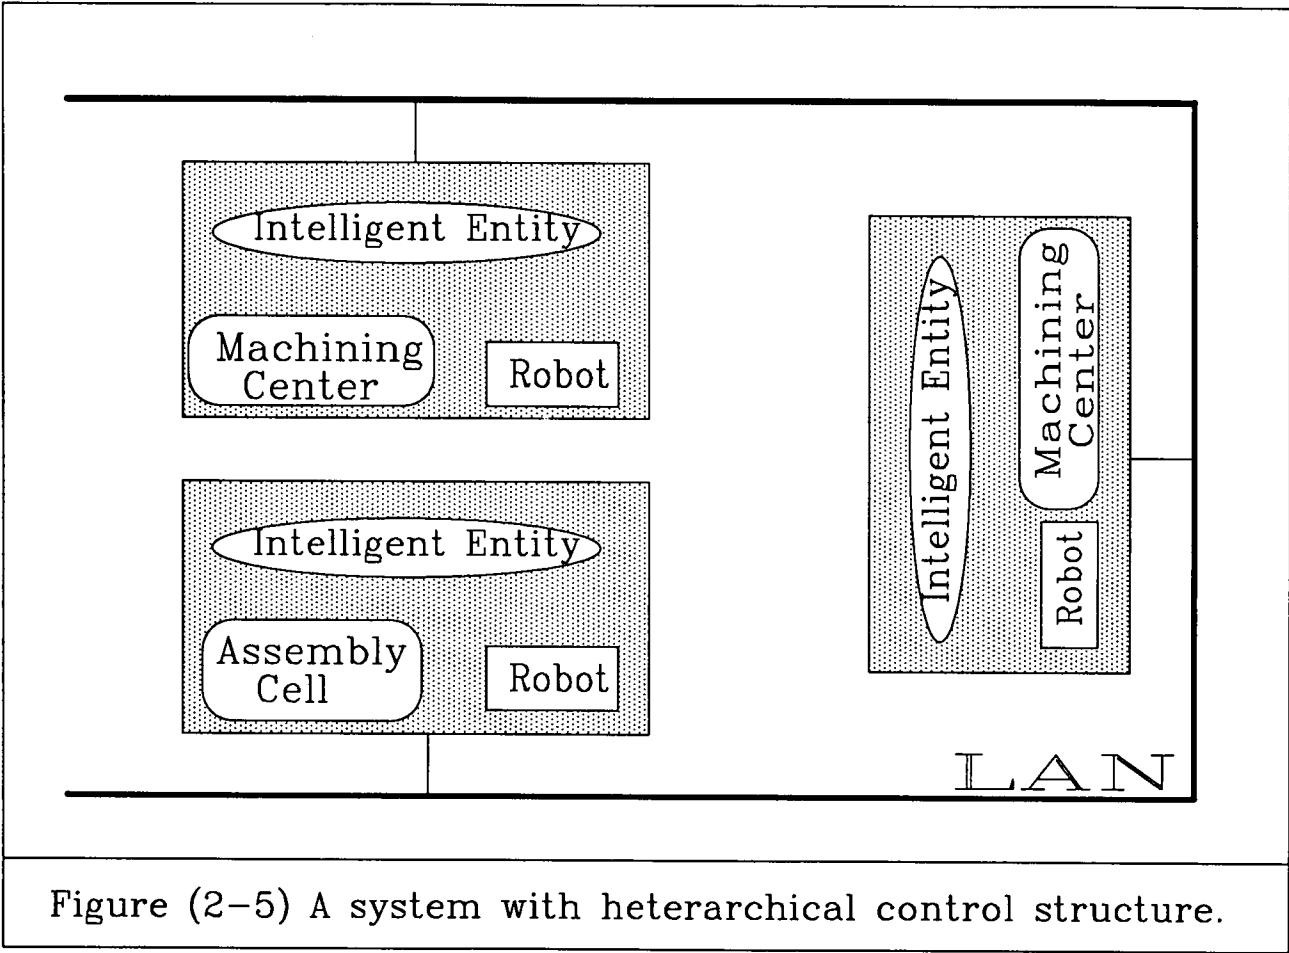 Intelligent Entity
Machining
Center
Robot
Intelligent Entity
Assembly
Cell
Robot
Intelligent Entity
Machining
Center
Robot
LAN
Figure (2-5) A system with heterarchical control structure.